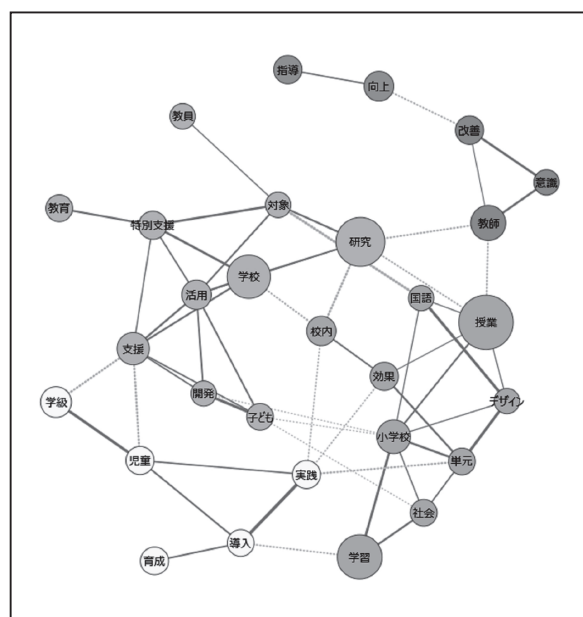 指導
向上
教員
改善
意識
教育
特別支援
対象
教師
研究
学校
活用
国語
授業
校内
支援
効果
学級
開発
子ども
デザイン
小学校
児童
実践
単元
社会
導入
育成
学習